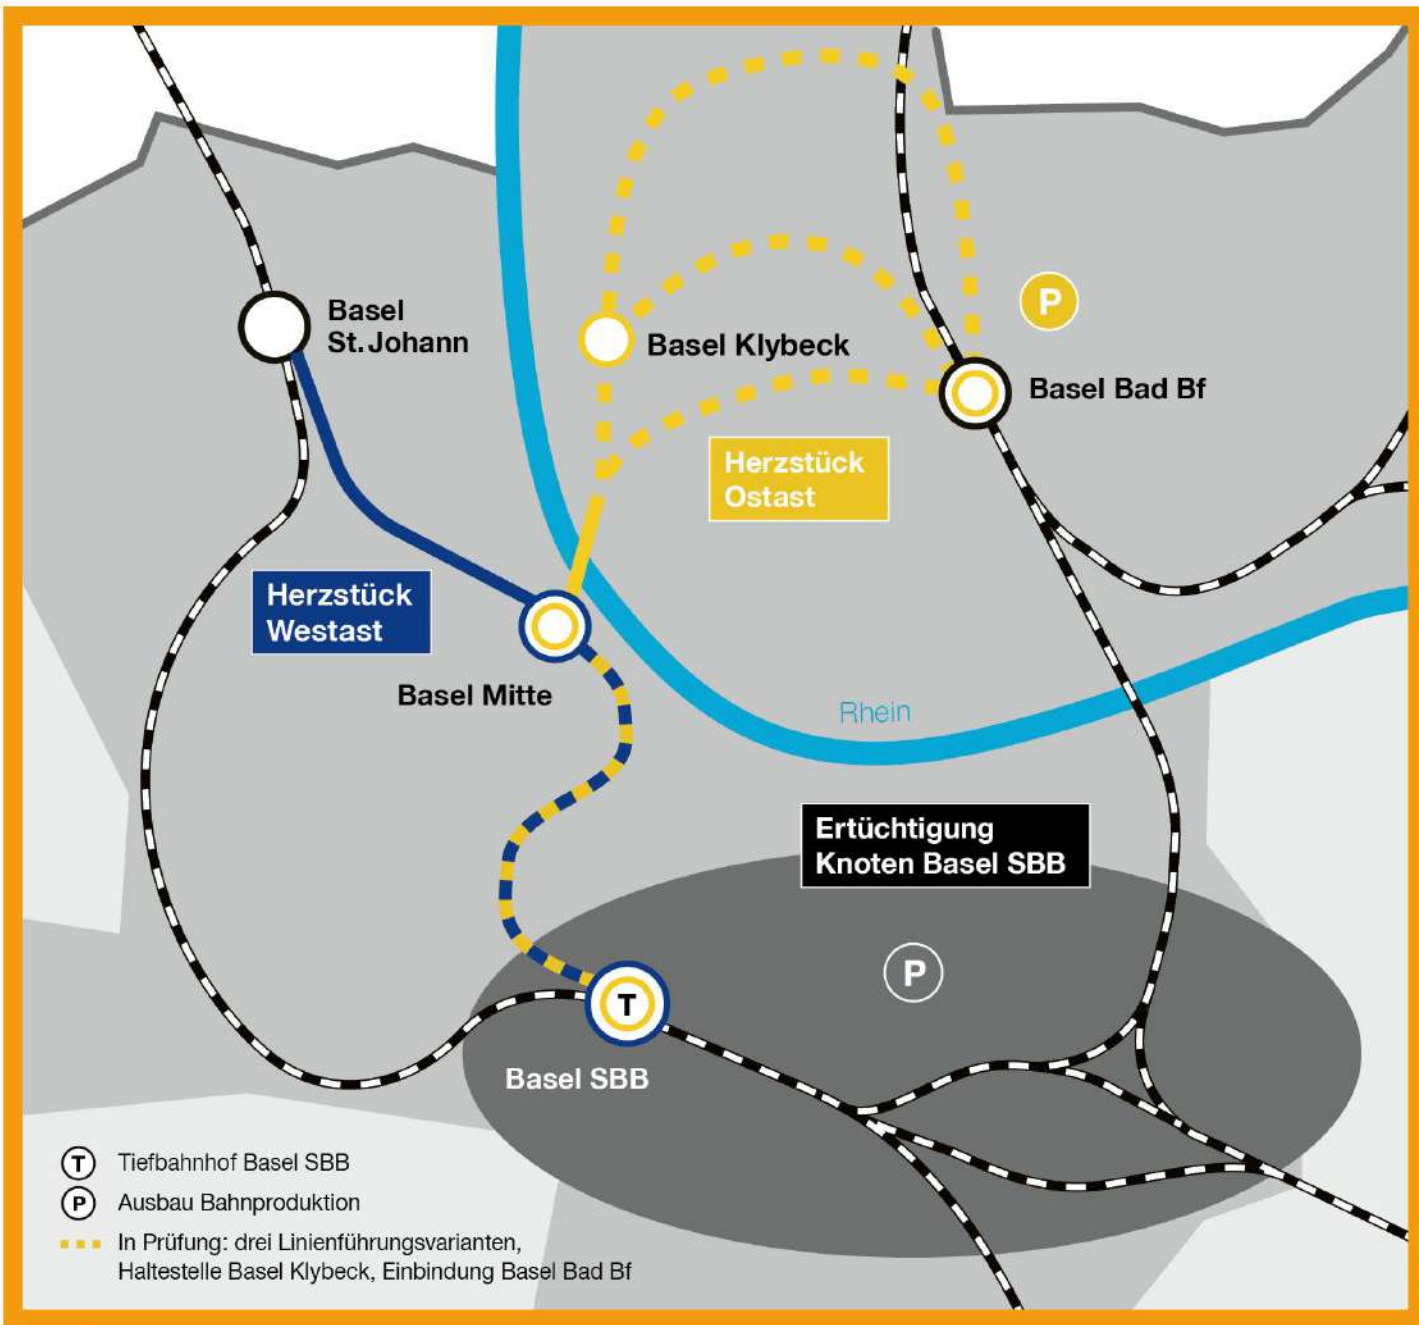 Basel
St. Johann
Basel Klybeck
P
Basel Bad Bf
Herzstück
Ostast
Herzstück
Westast
Basel Mitte
Rhein
Ertüchtigung
Knoten Basel SBB
P
T
Basel SBB
T Tiefbahnhof Basel SBB
P Ausbau Bahnproduktion
In Prüfung: drei Linienführungsvarianten,
Haltestelle Basel Klybeck, Einbindung Basel Bad Bf